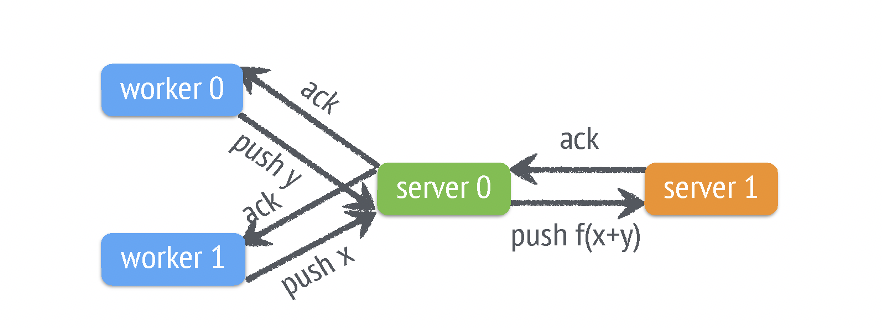 worker 0
ack
push y
ack
server 0
ack
server 1
push f(x+y)
worker 1
push x